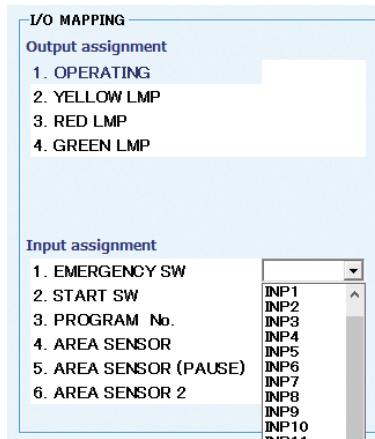 I/O MAPPING
Output assignment
1. OPERATING
2. YELLOW LMP
3. RED LMP
4. GREEN LMP
Input assignment
1. EMERGENCY SW
2. START SW
3. PROGRAM No.
4. AREA SENSOR
5. AREA SENSOR (PAUSE)
6. AREA SENSOR 2
INP1
INP2
INP3
INP4
INP5
INP6
INP7
INP8
INP9
INP10
INP11